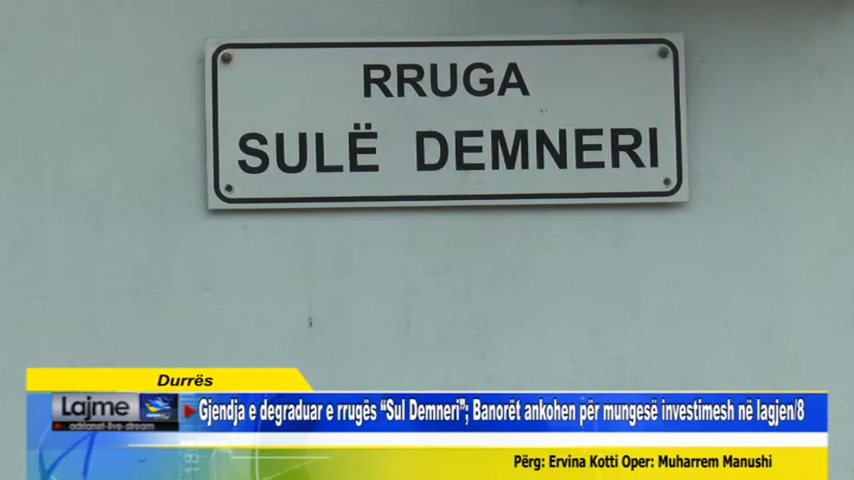 RRUGA
SULË DEMNERI
Durrës
Lajme
adrianet-live-stream
Gjendja e degraduar e rrugës “Sul Demneri”; Banorët ankohen për mungesë investimesh në lagjen/8
Përg: Ervina Kotti Oper: Muharrem Manushi